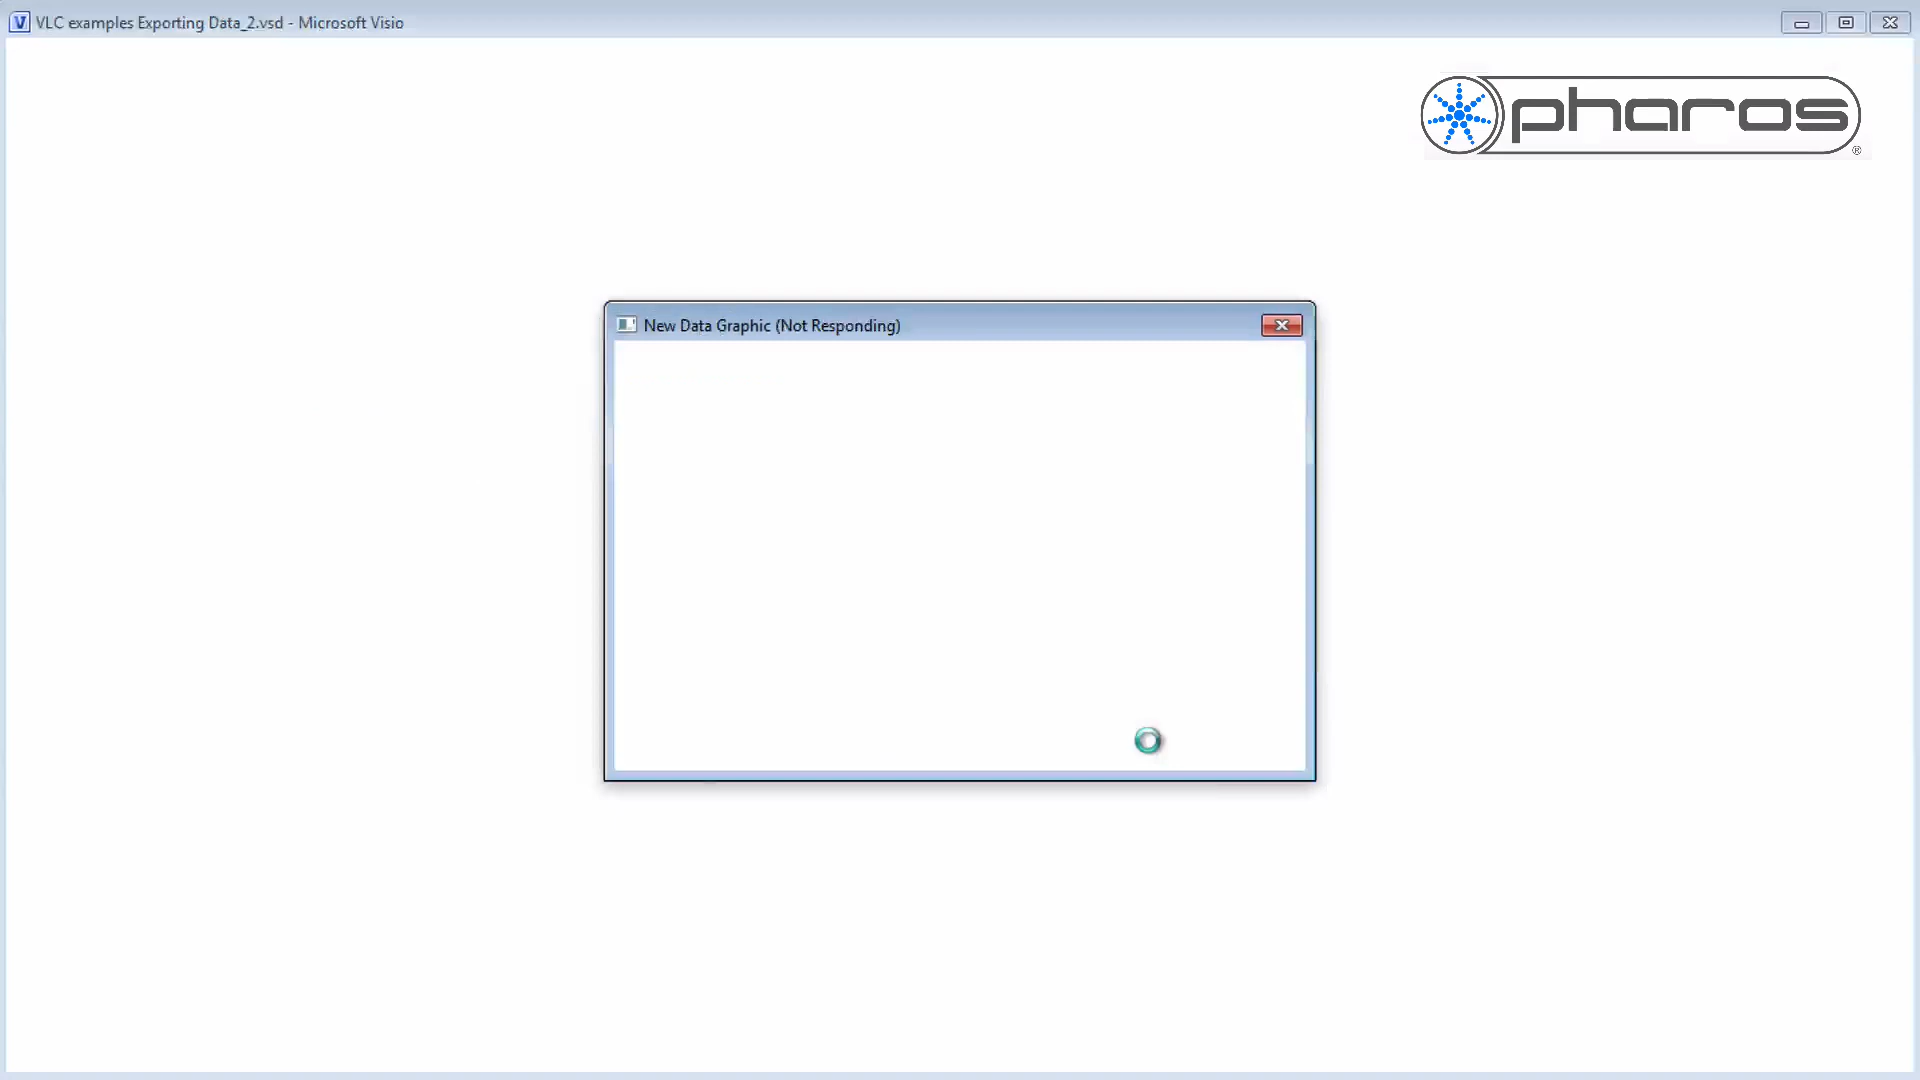 VLC examples Exporting Data_2.vsd - Microsoft Visio
pharos
®
New Data Graphic (Not Responding)